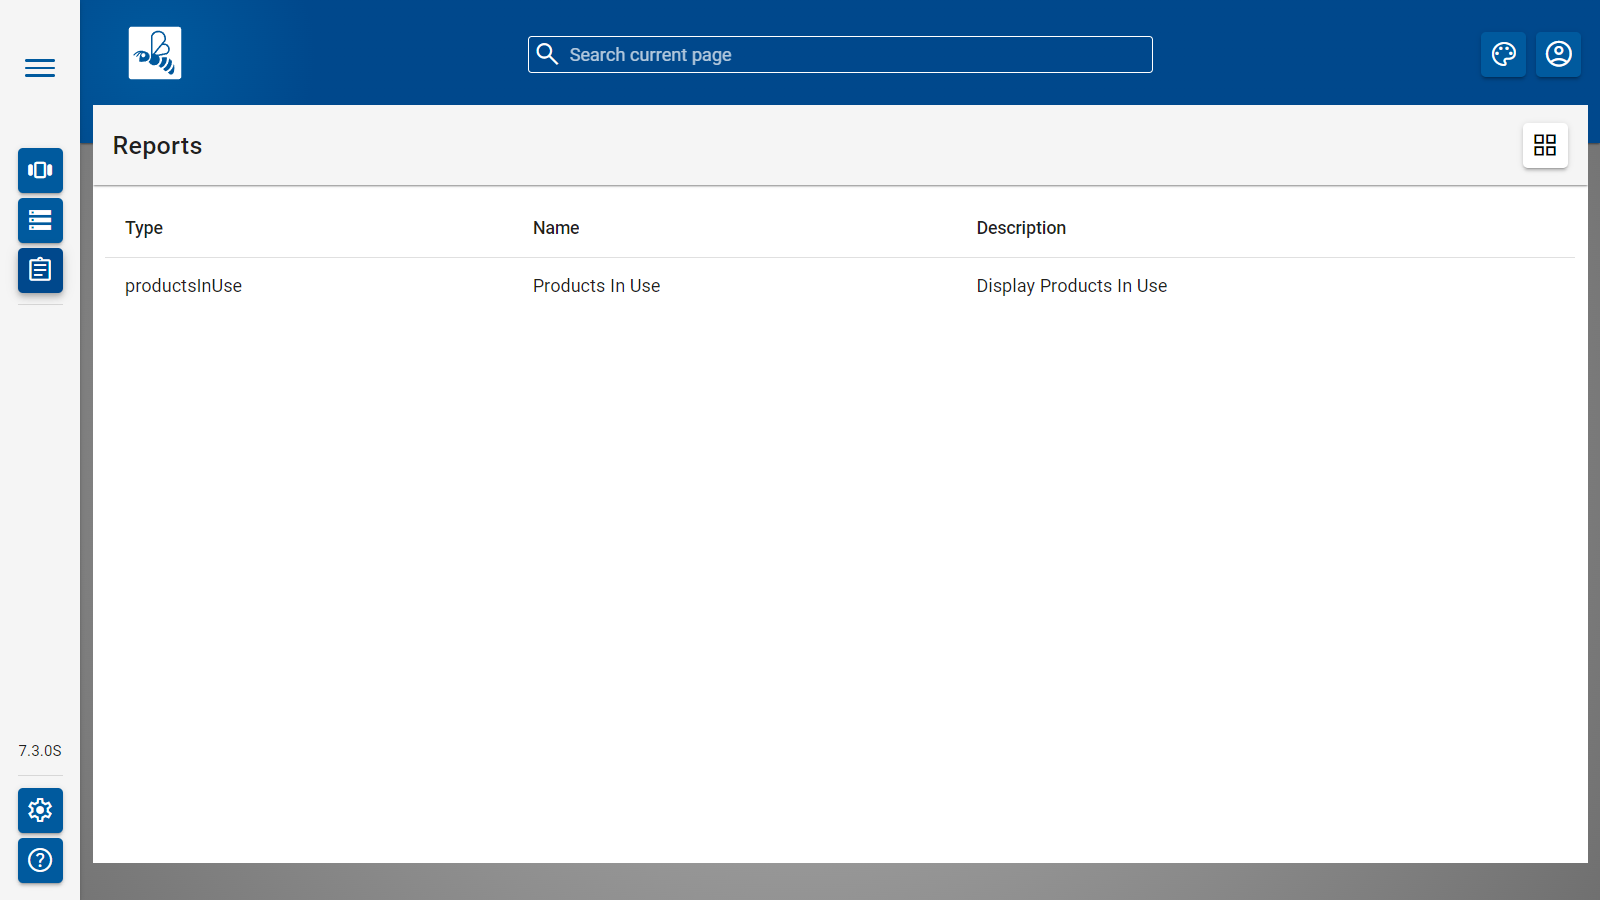 Search current page
Reports
Type Name Description
productsInUse Products In Use Display Products In Use
7.3.0S